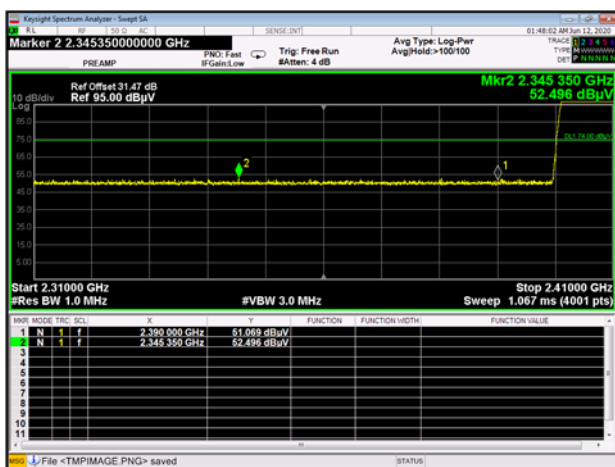 Keysight Spectrum Analyzer - Swept SA
RL RF 50 Ω AC SENSE:INT 01:48:02 AM Jun 12, 2020
Marker 2 2.345350000000 GHz Avg Type: Log-Pwr TRACE 1 2 3 4 5 6
PNO: Fast Trig: Free Run Avg|Hold:>100/100 TYPE
PREAMP IFGain:Low #Atten: 4 dB DET P N N N N N
Mkr2 2.345 350 GHz
Ref Offset 31.47 dB
10 dB/div Ref 95.00 dBµV 52.496 dBµV
Log
85.0
75.0 DL1 74.00 dBµV
65.0
2 1
55.0
45.0
35.0
25.0
15.0
5.00
Start 2.31000 GHz Stop 2.41000 GHz
#Res BW 1.0 MHz #VBW 3.0 MHz Sweep 1.067 ms (4001 pts)
MKR MODE TRC SCL X Y FUNCTION FUNCTION WIDTH FUNCTION VALUE
1 N 1 f 2.390 000 GHz 51.069 dBµV
2 N 1 f 2.345 350 GHz 52.496 dBµV
3
4
5
6
7
8
9
10
11
MSG File <TMPIMAGE.PNG> saved STATUS